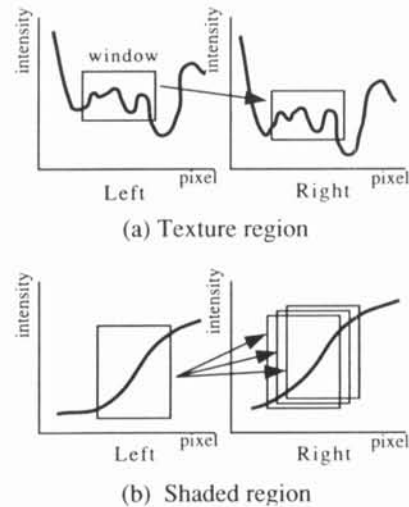 intensity
window
intensity
pixel
Left
pixel
Right
(a) Texture region
intensity
intensity
pixel
Left
pixel
Right
(b) Shaded region